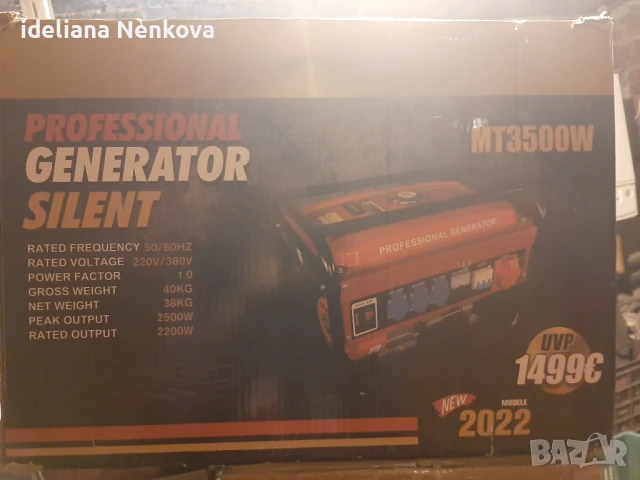 ideliana Nenkova
PROFESSIONAL
GENERATOR
SILENT
MT3500W
RATED FREQUENCY 50/60HZ
RATED VOLTAGE 220V/380V
POWER FACTOR 1.0
GROSS WEIGHT 40KG
NET WEIGHT 38KG
PEAK OUTPUT 2500W
RATED OUTPUT 2200W
PROFESSIONAL GENERATOR
UVP
1499€
NEW
MODELE
2022
BAZAR